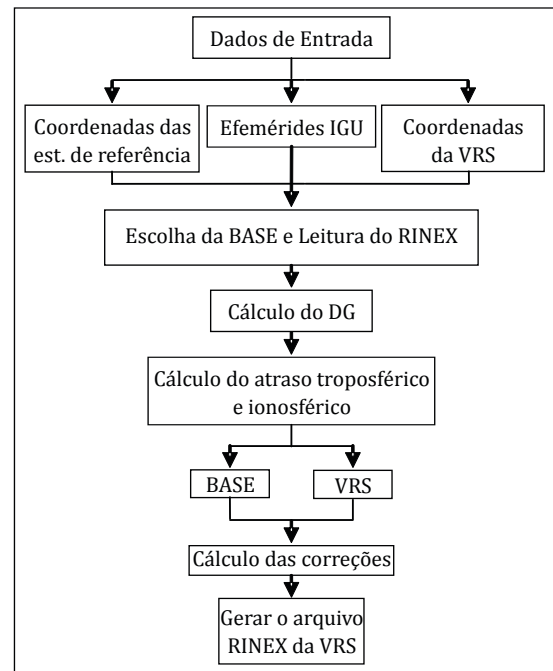 Dados de Entrada
Coordenadas das
est. de referência
Efemérides IGU
Coordenadas
da VRS
Escolha da BASE e Leitura do RINEX
Cálculo do DG
Cálculo do atraso troposférico
e ionosférico
BASE
VRS
Cálculo das correções
Gerar o arquivo
RINEX da VRS